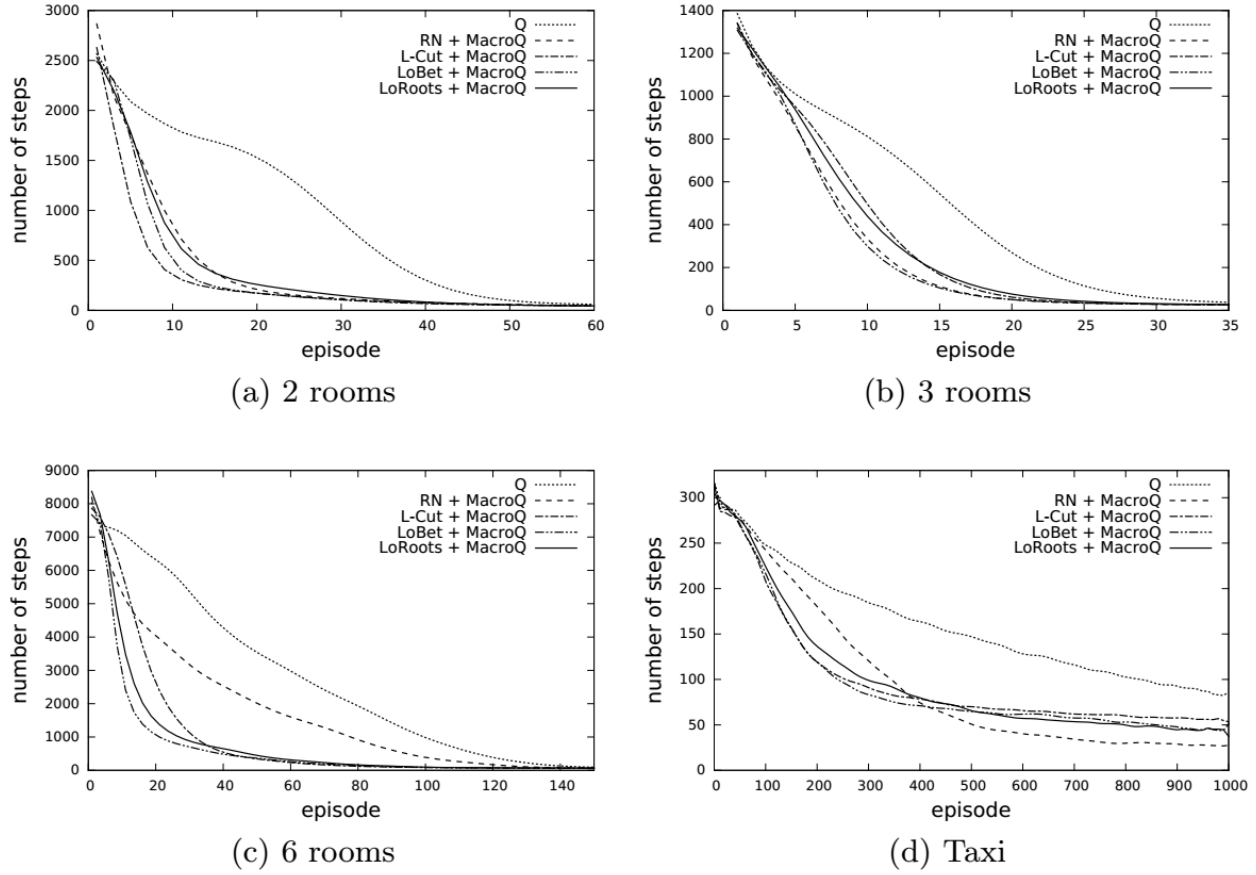 3000
2500
2000
1500
1000
500
0
number of steps
Q
RN + MacroQ
L-Cut + MacroQ
LoBet + MacroQ
LoRoots + MacroQ
0 10 20 30 40 50 60
episode
(a) 2 rooms
1400
1200
1000
800
600
400
200
0
number of steps
Q
RN + MacroQ
L-Cut + MacroQ
LoBet + MacroQ
LoRoots + MacroQ
0 5 10 15 20 25 30 35
episode
(b) 3 rooms
9000
8000
7000
6000
5000
4000
3000
2000
1000
0
number of steps
Q
RN + MacroQ
L-Cut + MacroQ
LoBet + MacroQ
LoRoots + MacroQ
0 20 40 60 80 100 120 140
episode
(c) 6 rooms
300
250
200
150
100
50
0
number of steps
Q
RN + MacroQ
L-Cut + MacroQ
LoBet + MacroQ
LoRoots + MacroQ
0 100 200 300 400 500 600 700 800 900 1000
episode
(d) Taxi